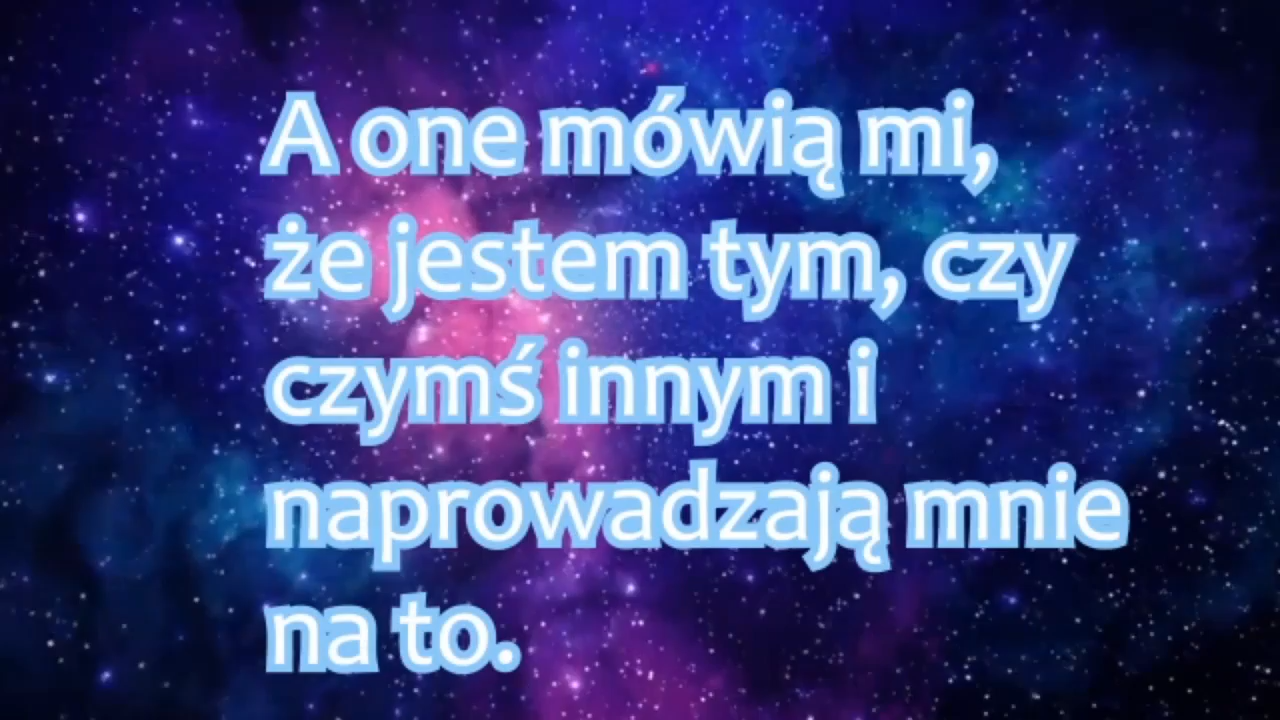 A one mówią mi,
że jestem tym, czy
czymś innym i
naprowadzają mnie
na to.